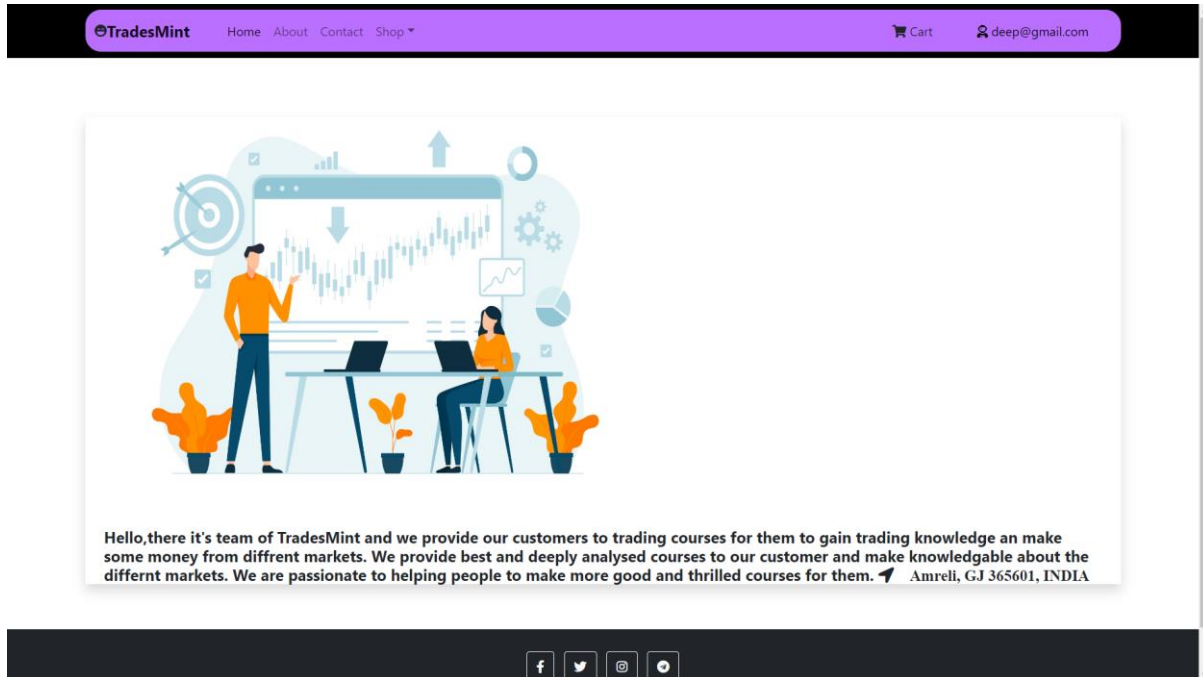 TradesMint Home About Contact Shop Cart deep@gmail.com
Hello,there it's team of TradesMint and we provide our customers to trading courses for them to gain trading knowledge an make
some money from diffrent markets. We provide best and deeply analysed courses to our customer and make knowledgable about the
differnt markets. We are passionate to helping people to make more good and thrilled courses for them. Amreli, GJ 365601, INDIA